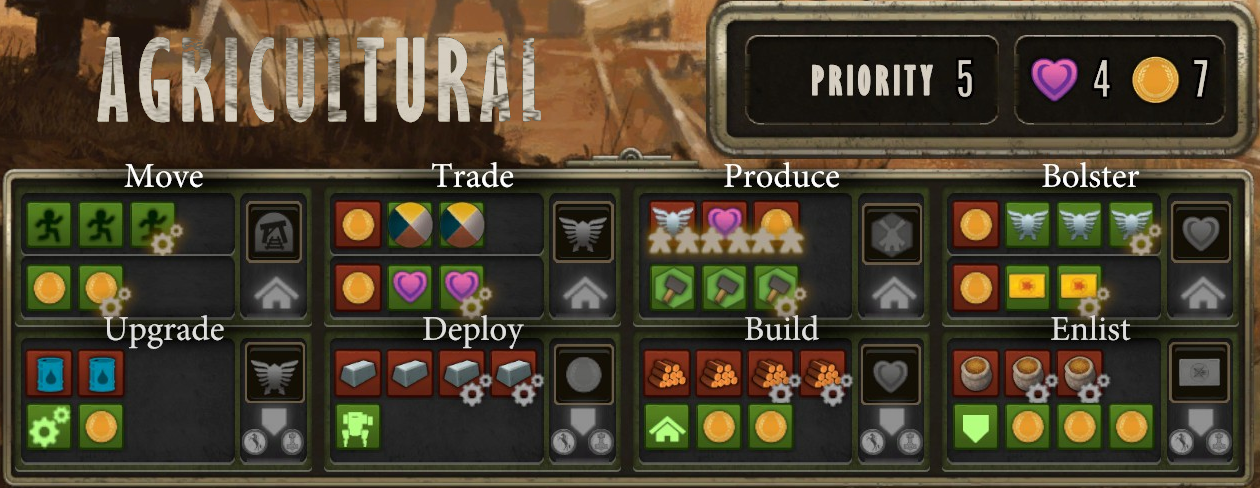 AGRICULTURAL
PRIORITY 5
4 7
Move Trade Produce Bolster
Upgrade Deploy Build Enlist